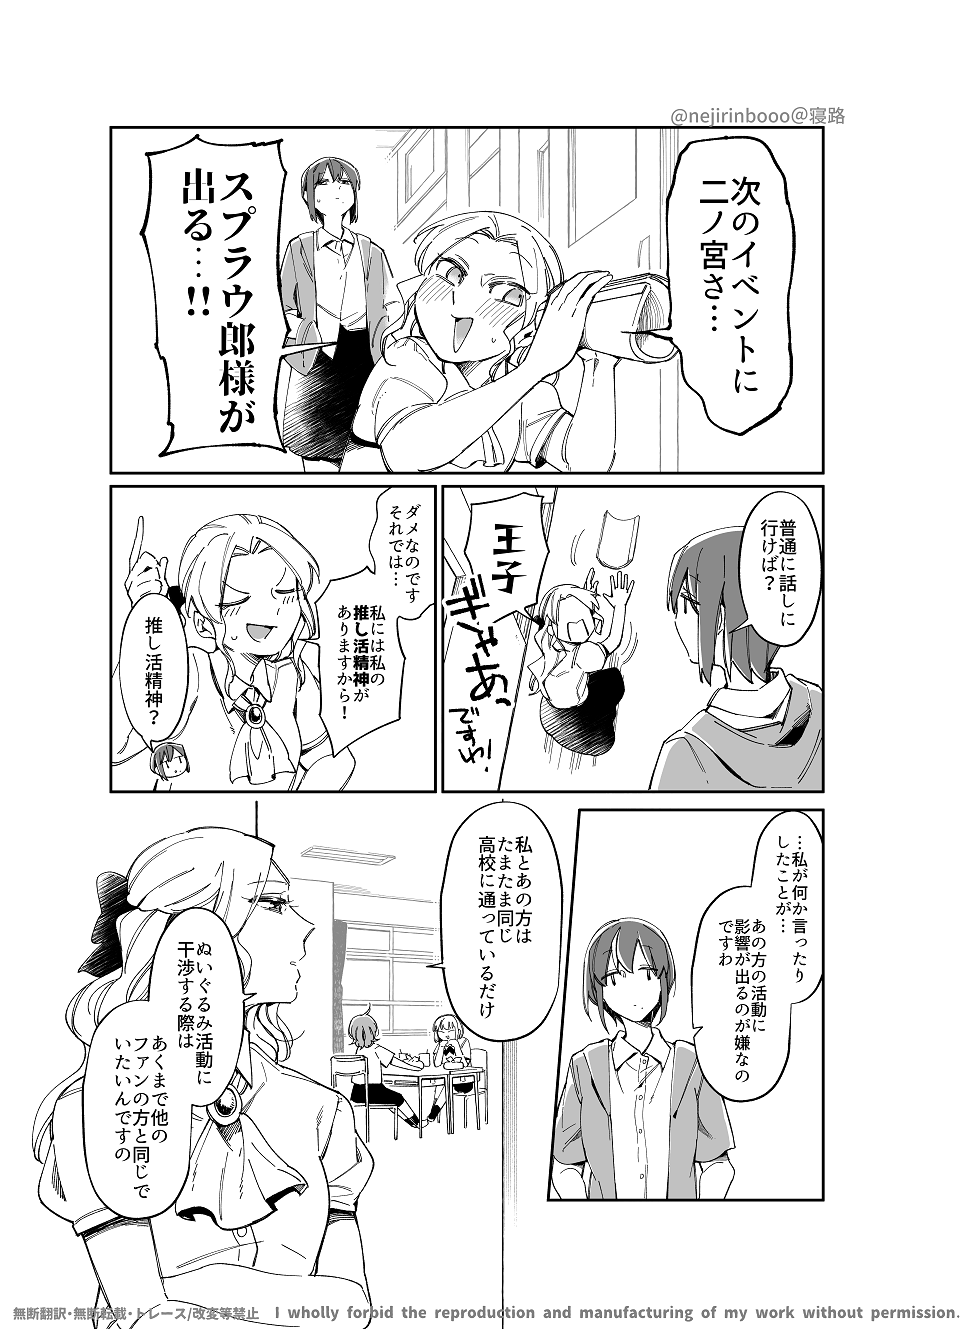 @nejirinbooo@寝路
次のイベントに
二ノ宮さ…
スプラウ郎様が
出る…!!
普通に話しに
行けば?
王子
ぎゃあ、
ですわ!
ダメなのです
それでは…
私には私の
推し活精神が
ありますから!
推し活精神?
…私が何か言ったり
したことが…
あの方の活動に
影響が出るのが嫌なの
ですわ
私とあの方は
たまたま同じ
高校に通っているだけ
ぬいぐるみ活動に
干渉する際は
あくまで他の
ファンの方と同じで
いたいんですの
無断翻訳・無断転載・トレース/改変等禁止 I wholly forbid the reproduction and manufacturing of my work without permission.